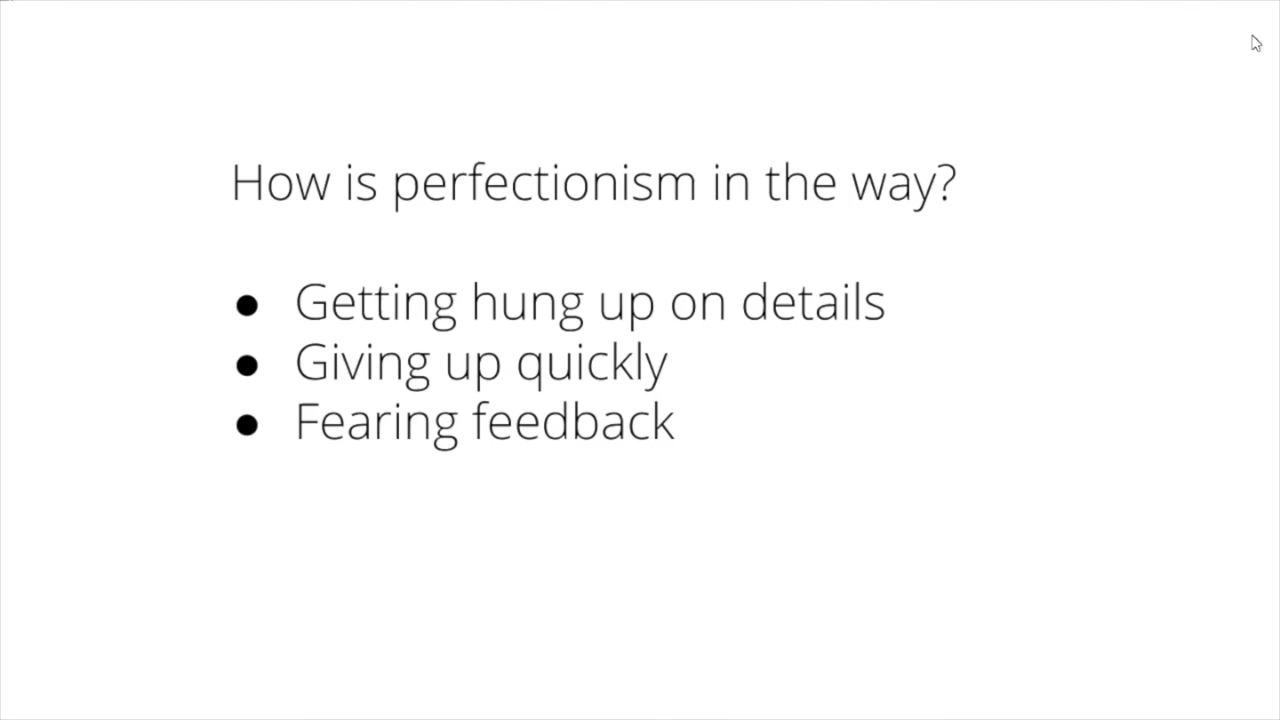 How is perfectionism in the way?
● Getting hung up on details
● Giving up quickly
● Fearing feedback